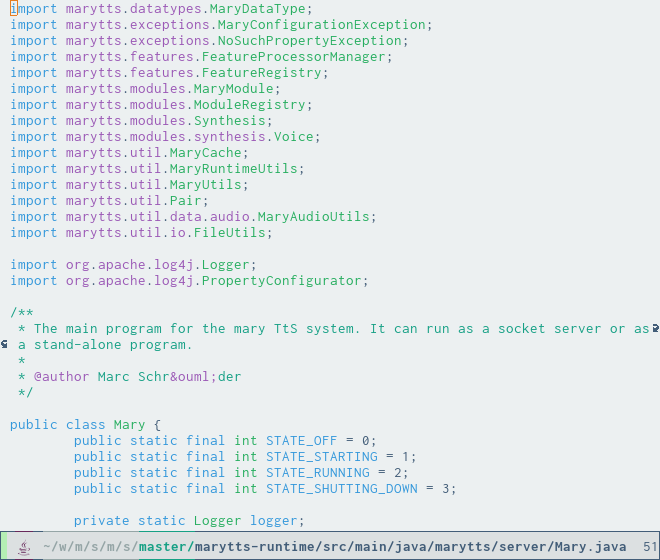 import marytts.datatypes.MaryDataType;
import marytts.exceptions.MaryConfigurationException;
import marytts.exceptions.NoSuchPropertyException;
import marytts.features.FeatureProcessorManager;
import marytts.features.FeatureRegistry;
import marytts.modules.MaryModule;
import marytts.modules.ModuleRegistry;
import marytts.modules.Synthesis;
import marytts.modules.synthesis.Voice;
import marytts.util.MaryCache;
import marytts.util.MaryRuntimeUtils;
import marytts.util.MaryUtils;
import marytts.util.Pair;
import marytts.util.data.audio.MaryAudioUtils;
import marytts.util.io.FileUtils;
import org.apache.log4j.Logger;
import org.apache.log4j.PropertyConfigurator;
/**
* The main program for the mary TtS system. It can run as a socket server or as
a stand-alone program.
*
* @author Marc Schr&ouml;der
*/
public class Mary {
public static final int STATE_OFF = 0;
public static final int STATE_STARTING = 1;
public static final int STATE_RUNNING = 2;
public static final int STATE_SHUTTING_DOWN = 3;
private static Logger logger;
~/w/m/s/m/s/master/marytts-runtime/src/main/java/marytts/server/Mary.java 51